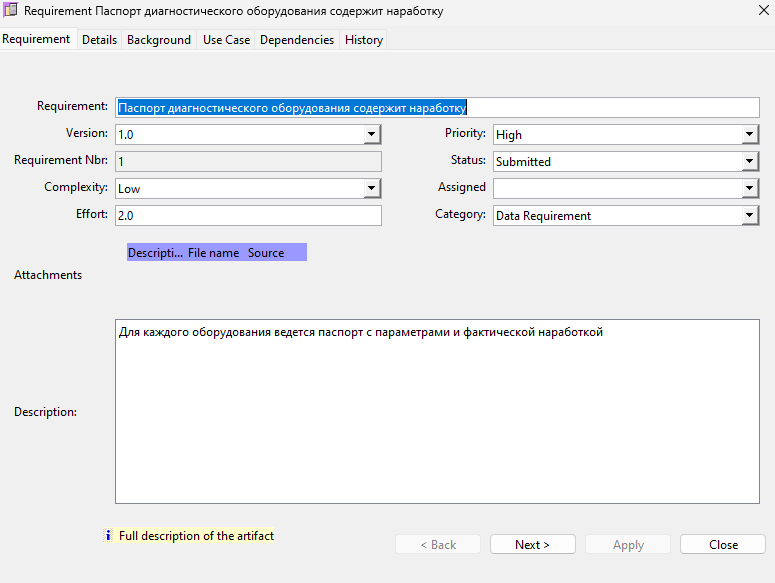 Requirement Паспорт диагностического оборудования содержит наработку
Requirement Details Background Use Case Dependencies History
Requirement: Паспорт диагностического оборудования содержит наработку
Version: 1.0 Priority: High
Requirement Nbr: 1 Status: Submitted
Complexity: Low Assigned
Effort: 2.0 Category: Data Requirement
Descripti... File name Source
Attachments
Для каждого оборудования ведется паспорт с параметрами и фактической наработкой
Description:
i Full description of the artifact
< Back Next > Apply Close